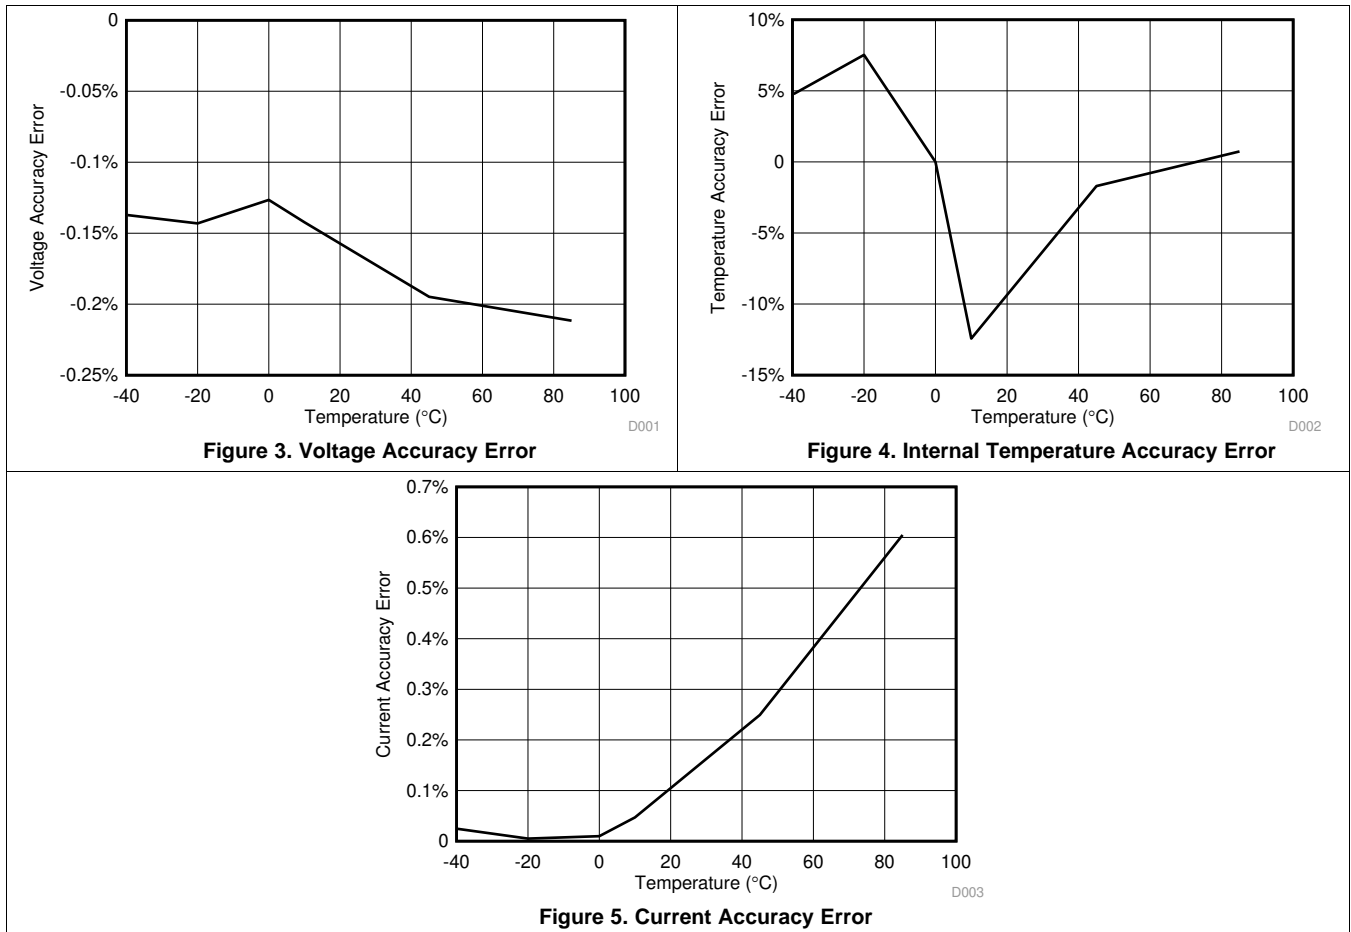 0
-0.05%
-0.1%
-0.15%
-0.2%
-0.25%
-40 -20 0 20 40 60 80 100
Voltage Accuracy Error
Temperature (°C)
D001
Figure 3. Voltage Accuracy Error
10%
5%
0
-5%
-10%
-15%
-40 -20 0 20 40 60 80 100
Temperature Accuracy Error
Temperature (°C)
D002
Figure 4. Internal Temperature Accuracy Error
0.7%
0.6%
0.5%
0.4%
0.3%
0.2%
0.1%
0
-40 -20 0 20 40 60 80 100
Current Accuracy Error
Temperature (°C)
D003
Figure 5. Current Accuracy Error